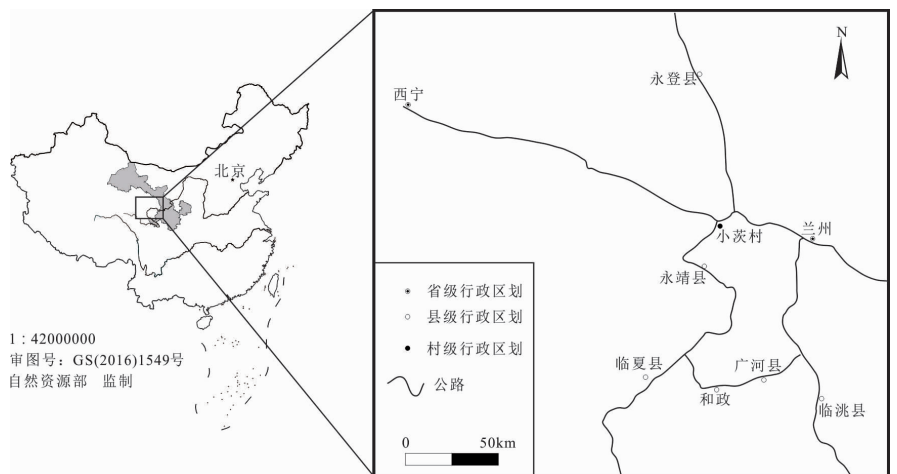 北京
1：42000000
审图号：GS(2016)1549号
自然资源部 监制
N
永登县
西宁
小茨村
兰州
永靖县
临夏县
广河县
和政
临洮县
省级行政区划
县级行政区划
村级行政区划
公路
0 50km